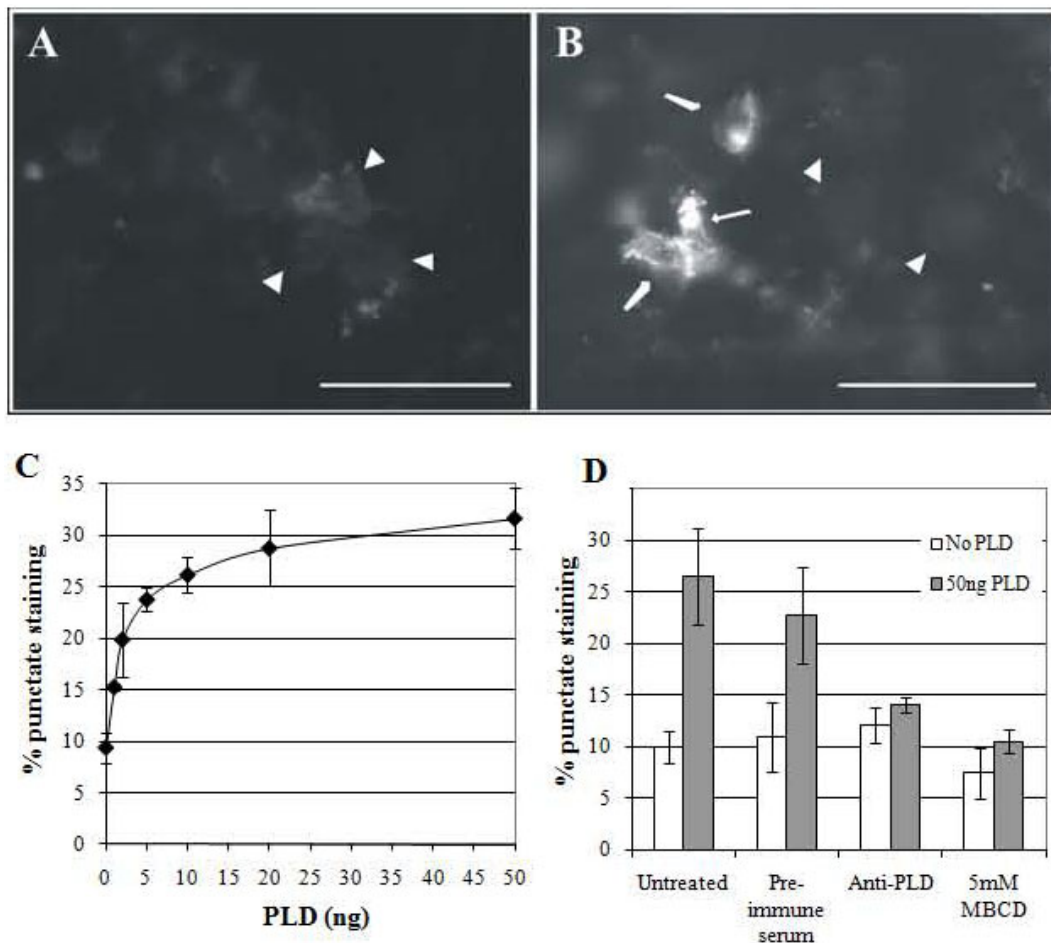 A
B
C
35
30
25
20
15
10
5
0
% punctate staining
0 5 10 15 20 25 30 35 40 45 50
PLD (ng)
D
30
25
20
15
10
5
0
% punctate staining
No PLD
50ng PLD
Untreated
Pre-
immune
serum
Anti-PLD
5mM
MBCD